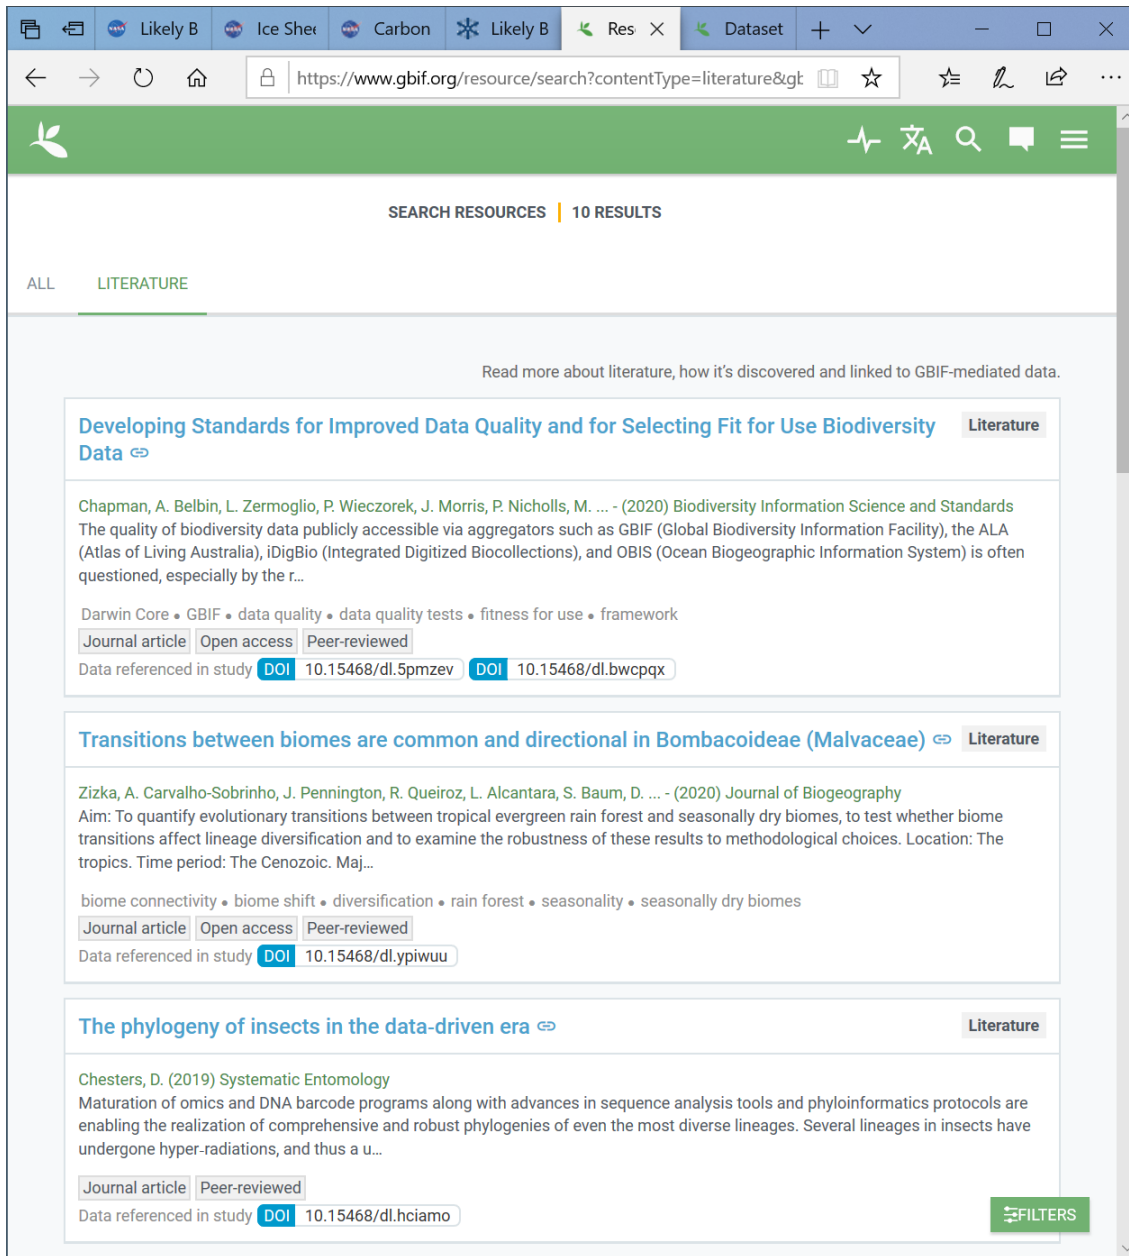 Likely B
Ice Shee
Carbon
Likely B
Res
Dataset
https://www.gbif.org/resource/search?contentType=literature&gb
SEARCH RESOURCES | 10 RESULTS
ALL
LITERATURE
Read more about literature, how it's discovered and linked to GBIF-mediated data.
Developing Standards for Improved Data Quality and for Selecting Fit for Use Biodiversity
Data
Literature
Chapman, A. Belbin, L. Zermoglio, P. Wieczorek, J. Morris, P. Nicholls, M. ... - (2020) Biodiversity Information Science and Standards
The quality of biodiversity data publicly accessible via aggregators such as GBIF (Global Biodiversity Information Facility), the ALA
(Atlas of Living Australia), iDigBio (Integrated Digitized Biocollections), and OBIS (Ocean Biogeographic Information System) is often
questioned, especially by the r...
Darwin Core • GBIF • data quality • data quality tests • fitness for use • framework
Journal article Open access Peer-reviewed
Data referenced in study DOI 10.15468/dl.5pmzev DOI 10.15468/dl.bwcpqx
Transitions between biomes are common and directional in Bombacoideae (Malvaceae)
Literature
Zizka, A. Carvalho-Sobrinho, J. Pennington, R. Queiroz, L. Alcantara, S. Baum, D. ... - (2020) Journal of Biogeography
Aim: To quantify evolutionary transitions between tropical evergreen rain forest and seasonally dry biomes, to test whether biome
transitions affect lineage diversification and to examine the robustness of these results to methodological choices. Location: The
tropics. Time period: The Cenozoic. Maj...
biome connectivity • biome shift • diversification • rain forest • seasonality • seasonally dry biomes
Journal article Open access Peer-reviewed
Data referenced in study DOI 10.15468/dl.ypiwuu
The phylogeny of insects in the data-driven era
Literature
Chesters, D. (2019) Systematic Entomology
Maturation of omics and DNA barcode programs along with advances in sequence analysis tools and phyloinformatics protocols are
enabling the realization of comprehensive and robust phylogenies of even the most diverse lineages. Several lineages in insects have
undergone hyper-radiations, and thus a u...
Journal article Peer-reviewed
Data referenced in study DOI 10.15468/dl.hciamo
FILTERS